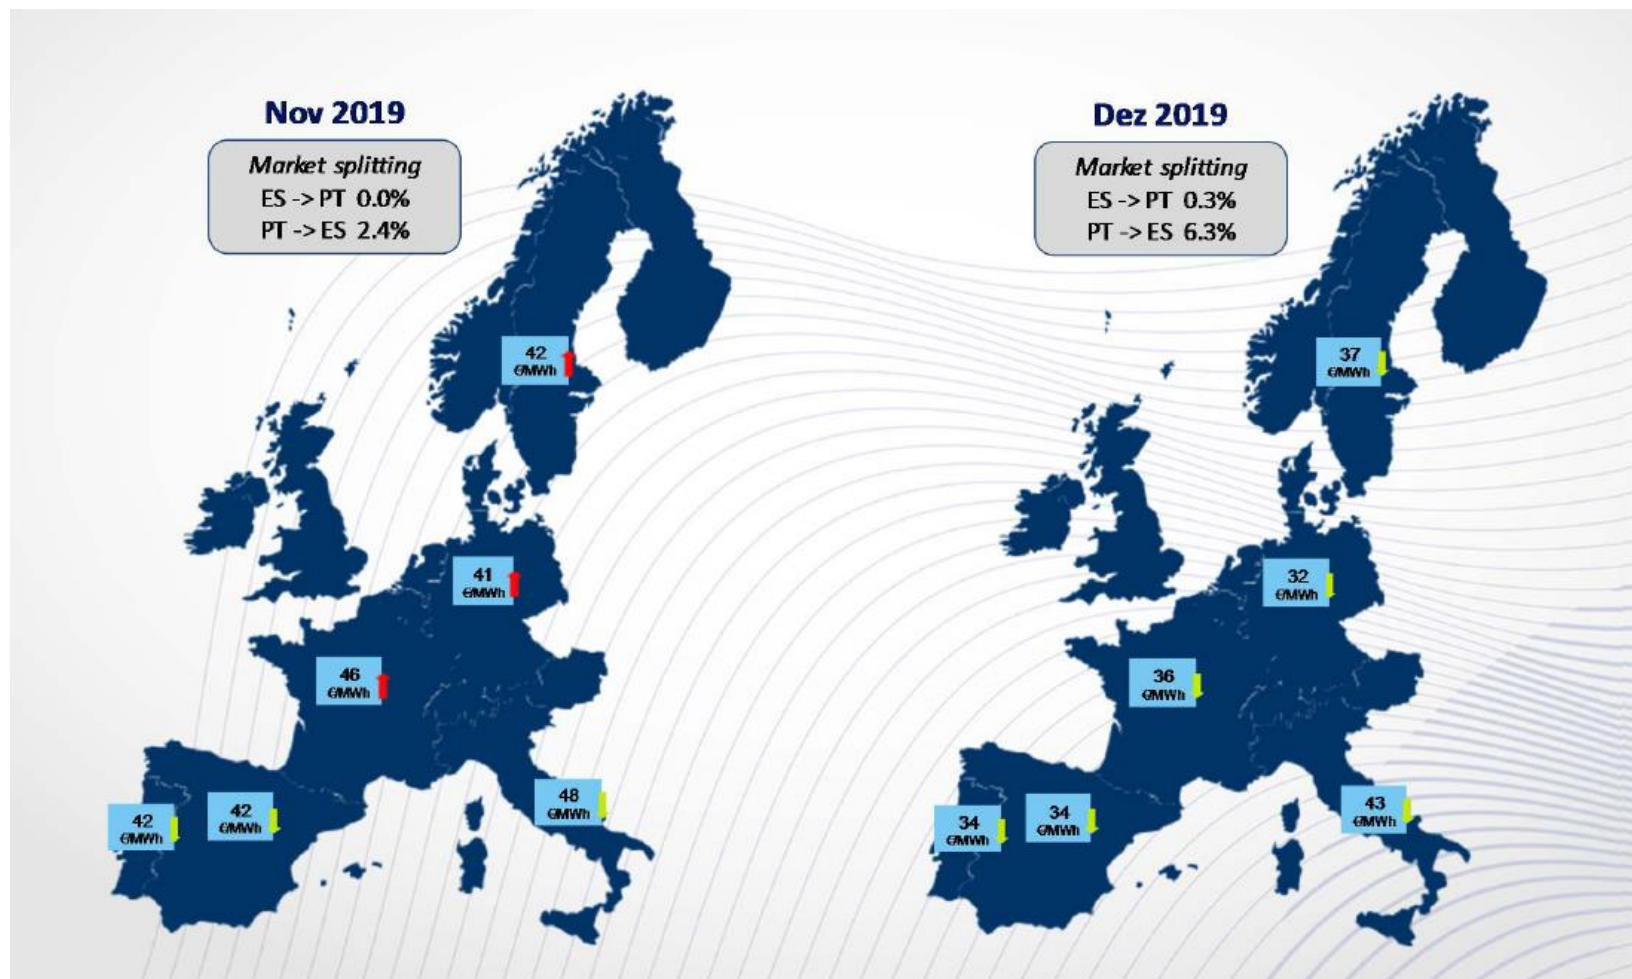 Nov 2019
Market splitting
ES -> PT 0.0%
PT -> ES 2.4%
42
€/MWh
41
€/MWh
46
€/MWh
48
€/MWh
42
€/MWh
42
€/MWh
Dez 2019
Market splitting
ES -> PT 0.3%
PT -> ES 6.3%
37
€/MWh
32
€/MWh
36
€/MWh
43
€/MWh
34
€/MWh
34
€/MWh